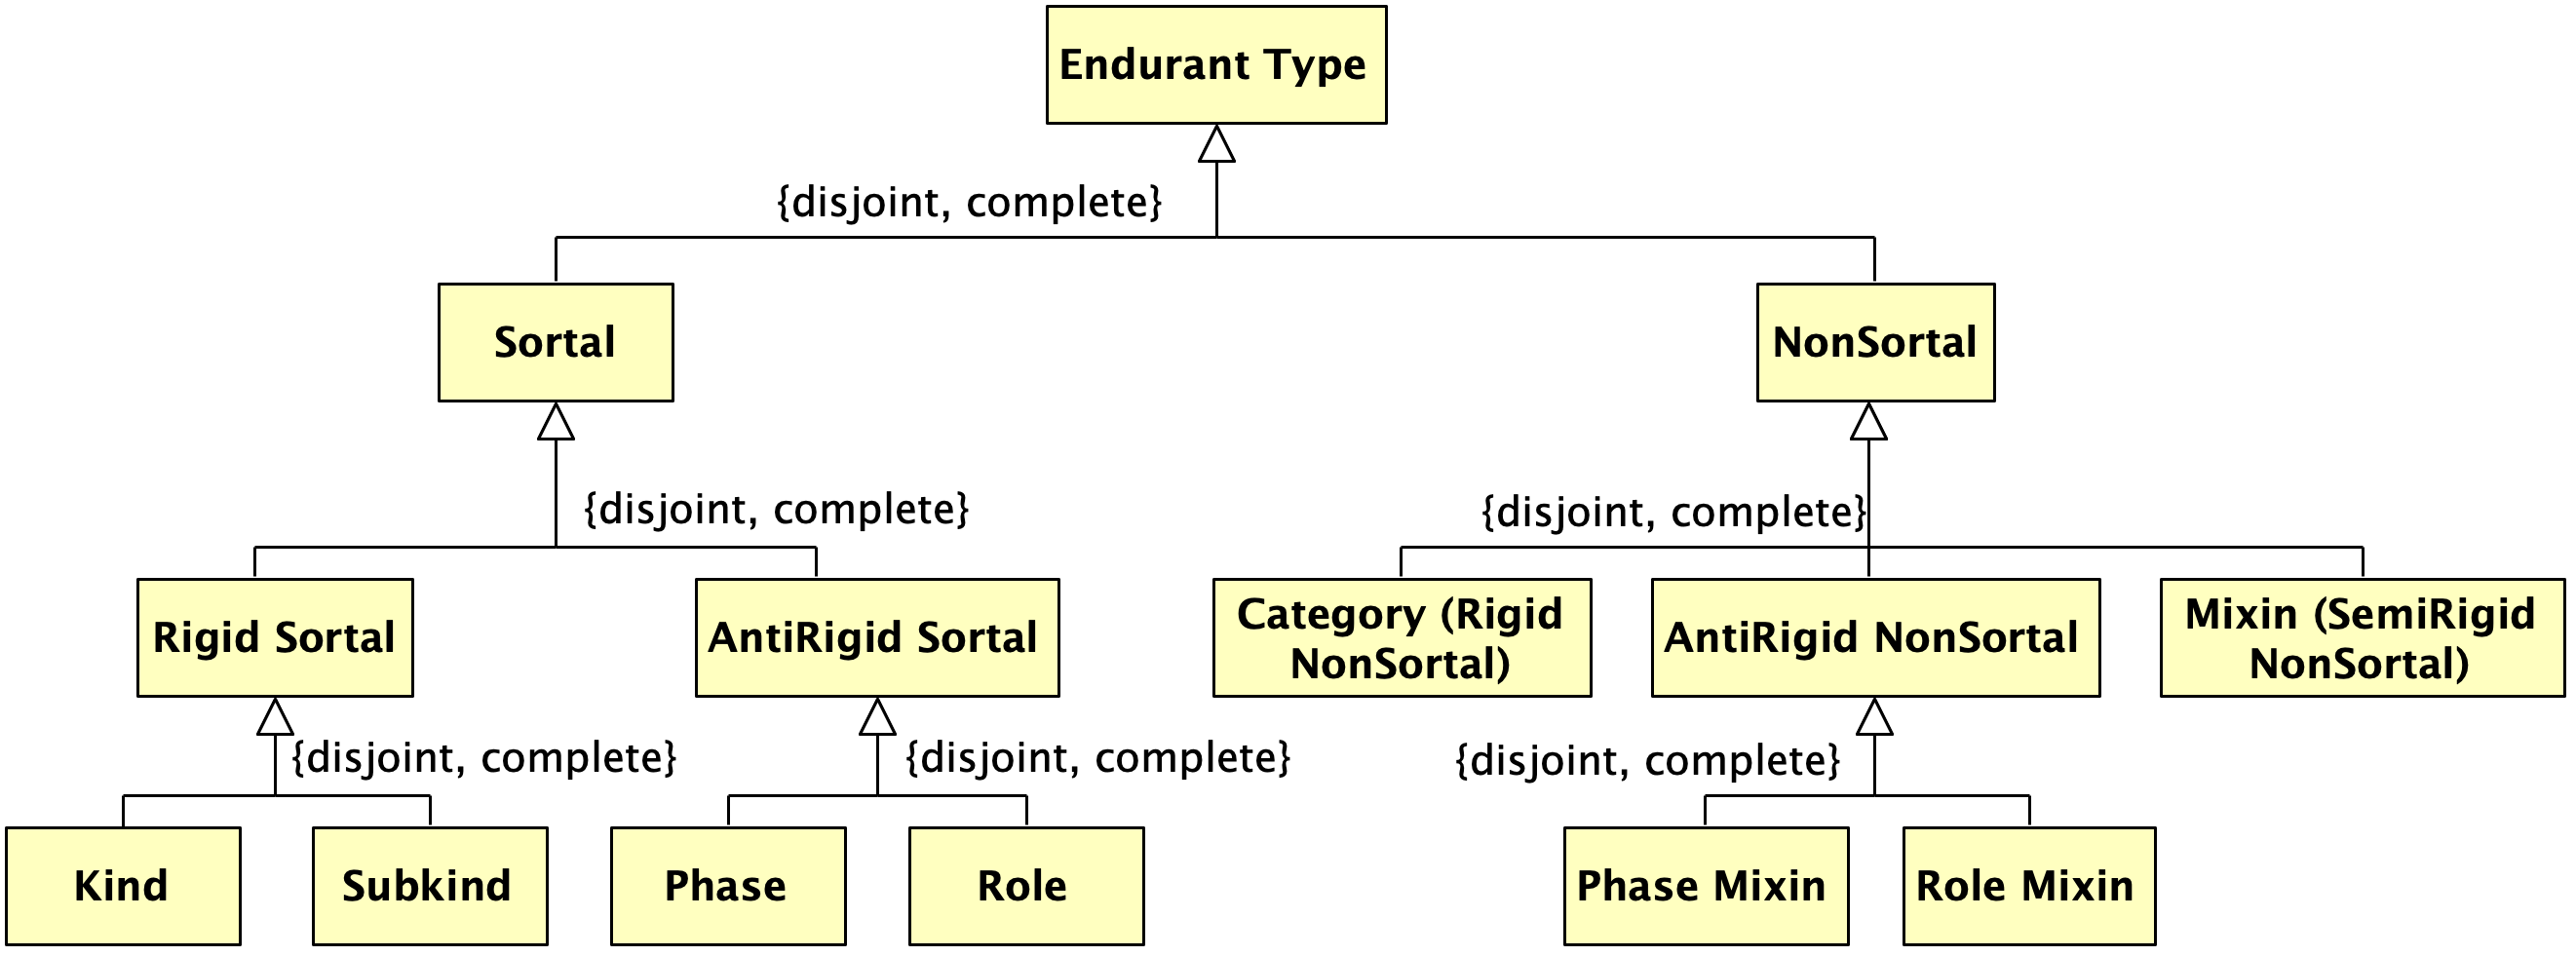 Endurant Type
{disjoint, complete}
Sortal
NonSortal
{disjoint, complete}
{disjoint, complete}
Rigid Sortal
AntiRigid Sortal
Category (Rigid
NonSortal)
AntiRigid NonSortal
Mixin (SemiRigid
NonSortal)
{disjoint, complete}
{disjoint, complete}
{disjoint, complete}
Kind
Subkind
Phase
Role
Phase Mixin
Role Mixin